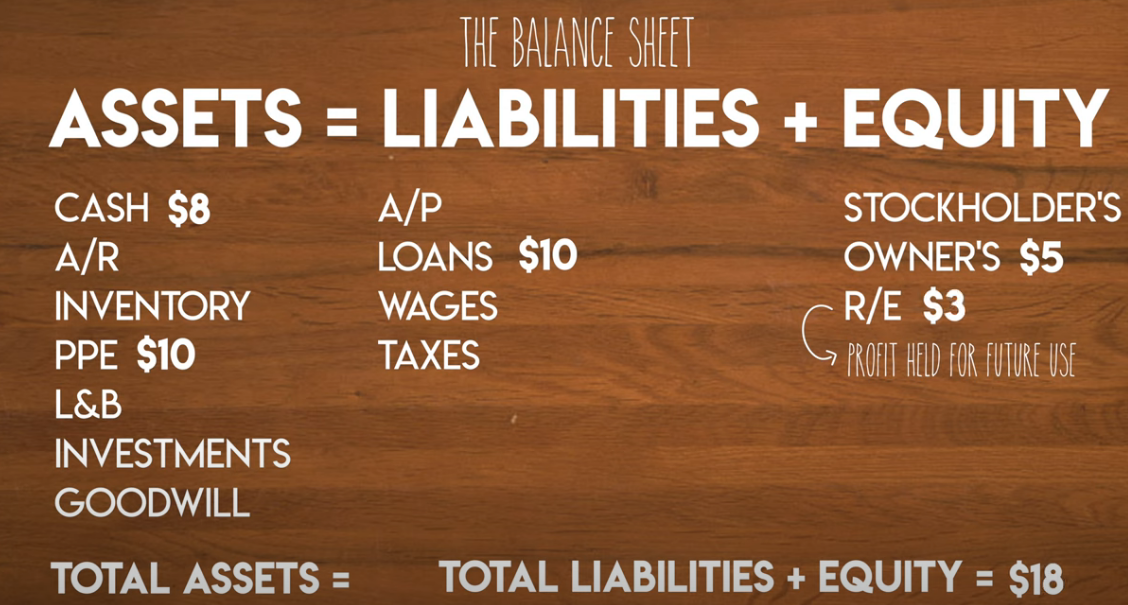 THE BALANCE SHEET
ASSETS = LIABILITIES + EQUITY
CASH $8
A/R
INVENTORY
PPE $10
L&B
INVESTMENTS
GOODWILL
A/P
LOANS $10
WAGES
TAXES
STOCKHOLDER'S
OWNER'S $5
R/E $3
PROFIT HELD FOR FUTURE USE
TOTAL ASSETS =
TOTAL LIABILITIES + EQUITY = $18